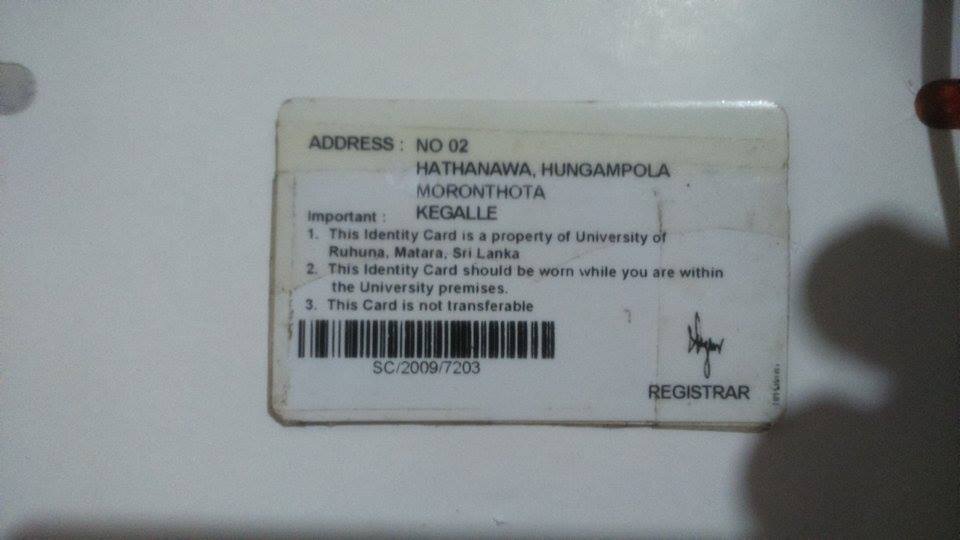 ADDRESS : NO 02
HATHANAWA, HUNGAMPOLA
MORONTHOTA
KEGALLE
Important :
1. This Identity Card is a property of University of
Ruhuna, Matara, Sri Lanka
2. This Identity Card should be worn while you are within
the University premises.
3. This Card is not transferable
SC/2009/7203
REGISTRAR